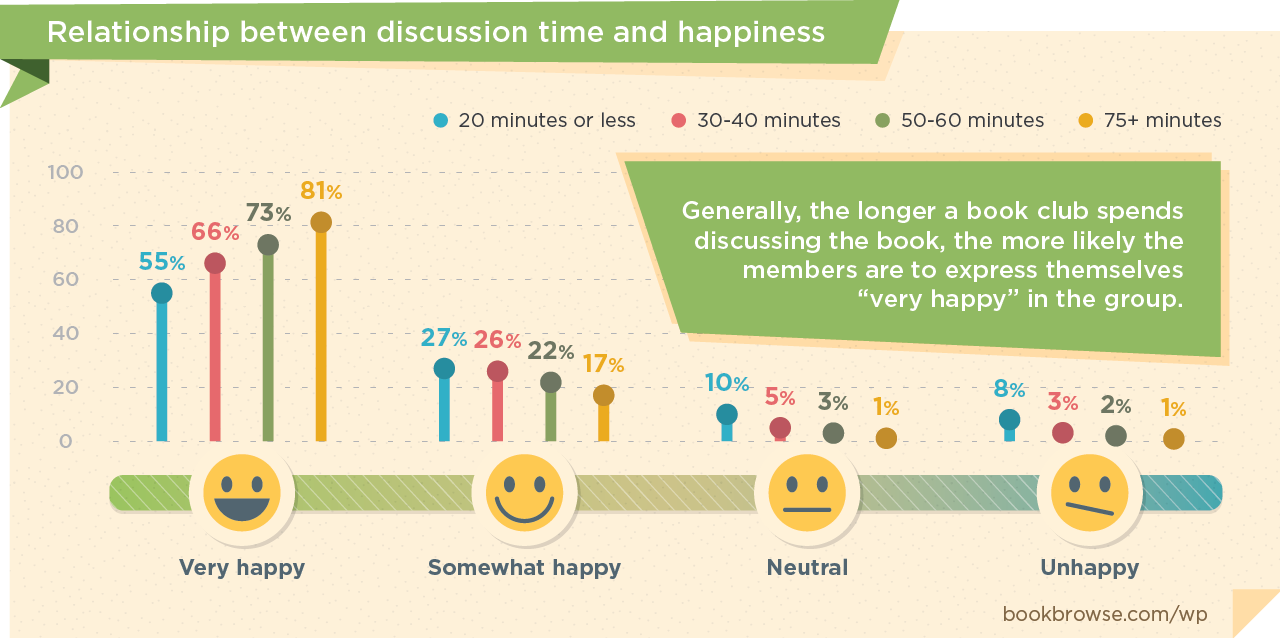 Relationship between discussion time and happiness
20 minutes or less 30-40 minutes 50-60 minutes 75+ minutes
Generally, the longer a book club spends
discussing the book, the more likely the
members are to express themselves
“very happy” in the group.
100
80
60
40
20
0
55% 66% 73% 81%
27% 26% 22% 17%
10% 5% 3% 1%
8% 3% 2% 1%
Very happy Somewhat happy Neutral Unhappy
bookbrowse.com/wp